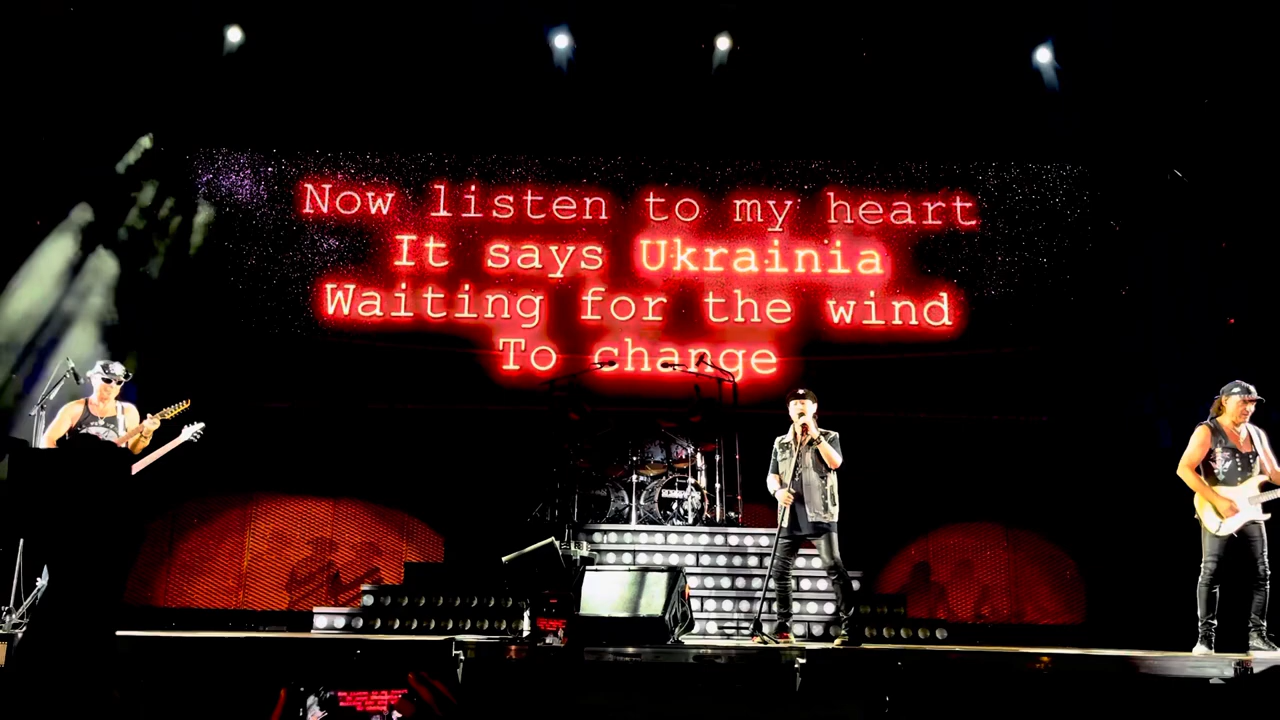 Now listen to my heart
It says Ukrainia
Waiting for the wind
To change